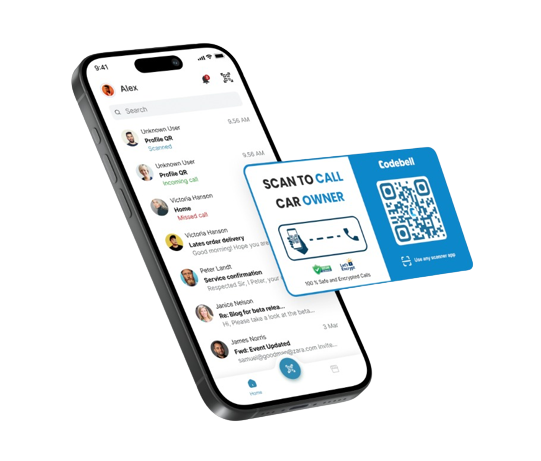 9:41
Alex
Search
Unknown User
9.56 AM
Profile QR
Scanned
Unknown User
9.56 AM
Profile QR
Incoming call
Victoria Hanson
Home
Missed call
Victoria Hanson
Lates order delivery
Good morning! Hope you are
Peter Landt
Service confirmation
Respected Sir, I Peter, your
Janice Nelson
Re: Blog for beta relea...
Hi, Please take a look at the beta...
James Norris
3 Mar
Fwd: Event Updated
samuel@goodman@zara.com invite...
Home
SCAN TO CALL
CAR OWNER
100 % Safe and Encrypted Calls
Codebell
Use any scanner app